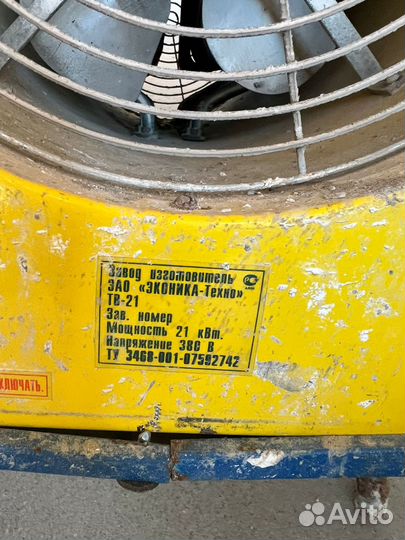 Завод изготовитель
ЗАО «ЭКОНИКА-Техно»
ТВ-21
Зав. номер
Мощность 21 кВт.
Напряжение 380 В
ТУ 3468-001-07592742
КЛЮЧАТЬ.
Avito